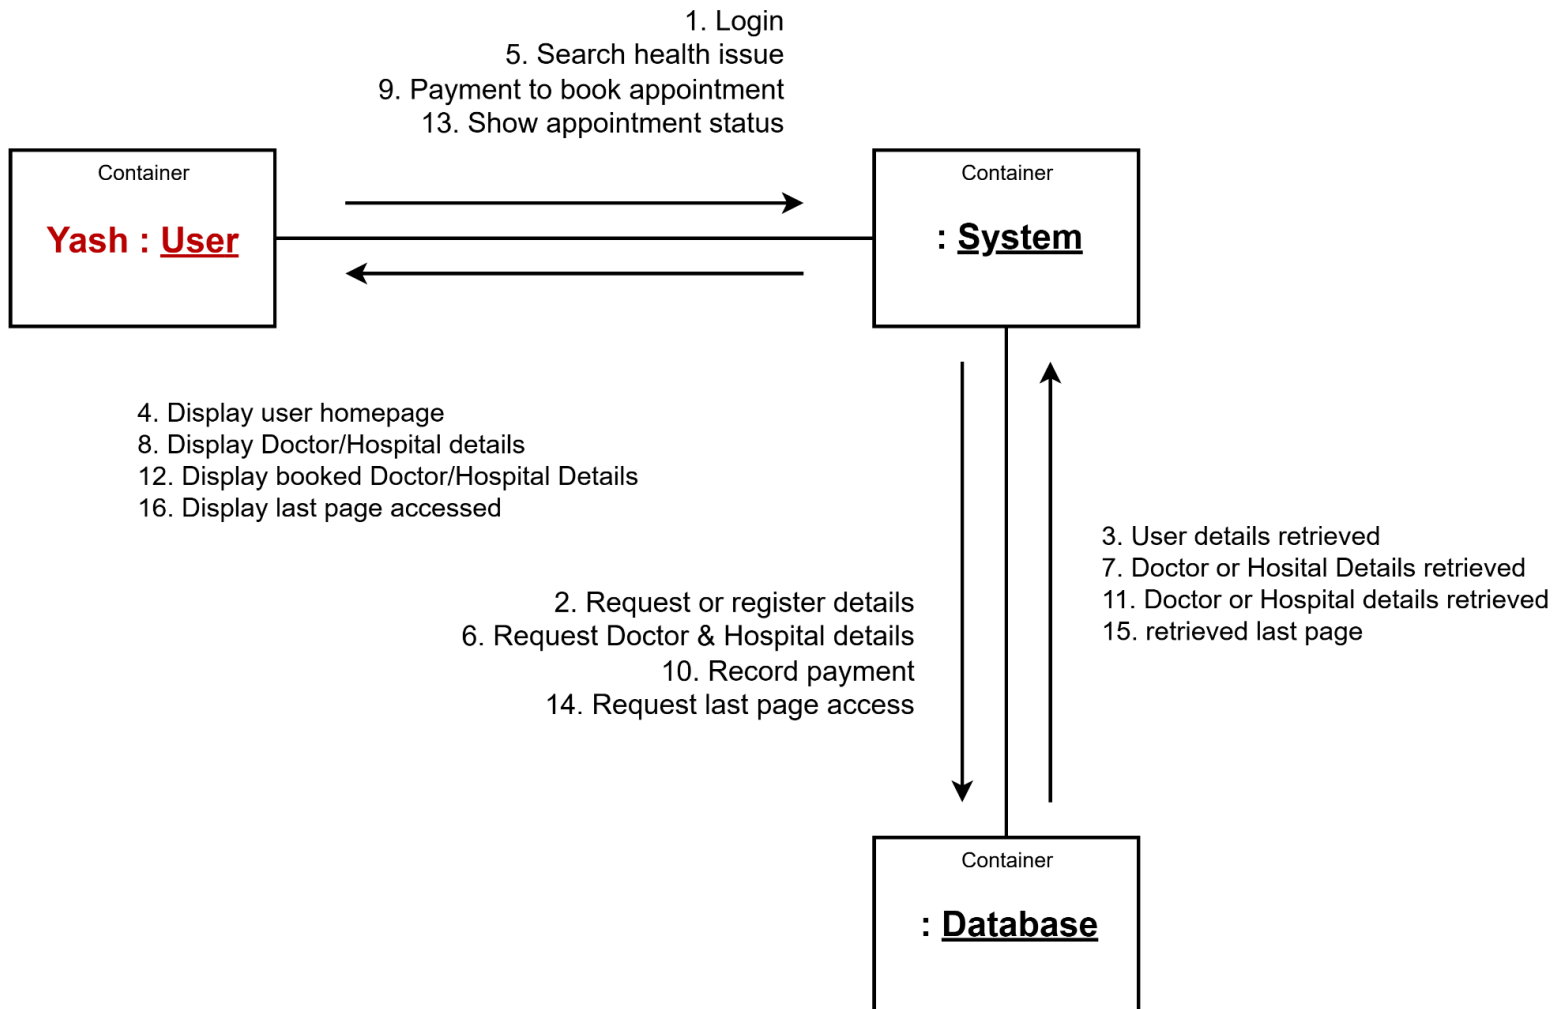 1. Login
5. Search health issue
9. Payment to book appointment
13. Show appointment status
Container
Yash : User
Container
: System
4. Display user homepage
8. Display Doctor/Hospital details
12. Display booked Doctor/Hospital Details
16. Display last page accessed
3. User details retrieved
7. Doctor or Hosital Details retrieved
11. Doctor or Hospital details retrieved
15. retrieved last page
2. Request or register details
6. Request Doctor & Hospital details
10. Record payment
14. Request last page access
Container
: Database